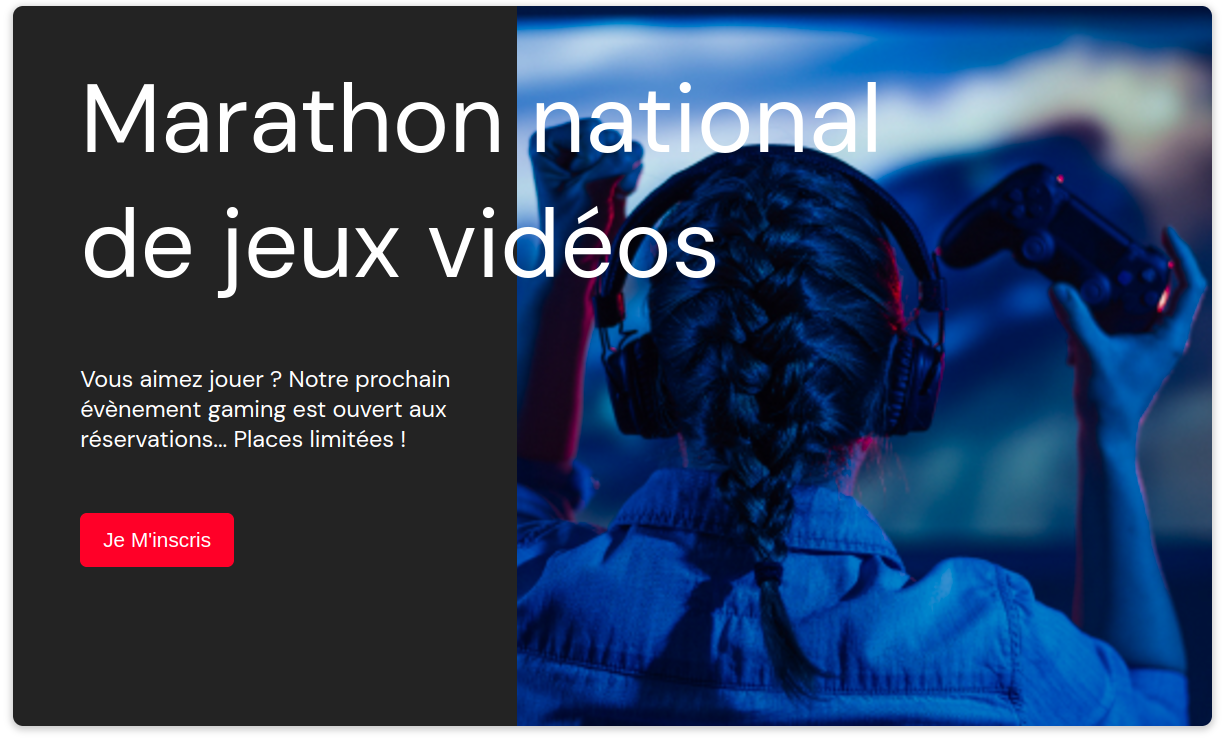 Marathon national
de jeux vidéos
Vous aimez jouer ? Notre prochain
évènement gaming est ouvert aux
réservations... Places limitées !
Je M'inscris